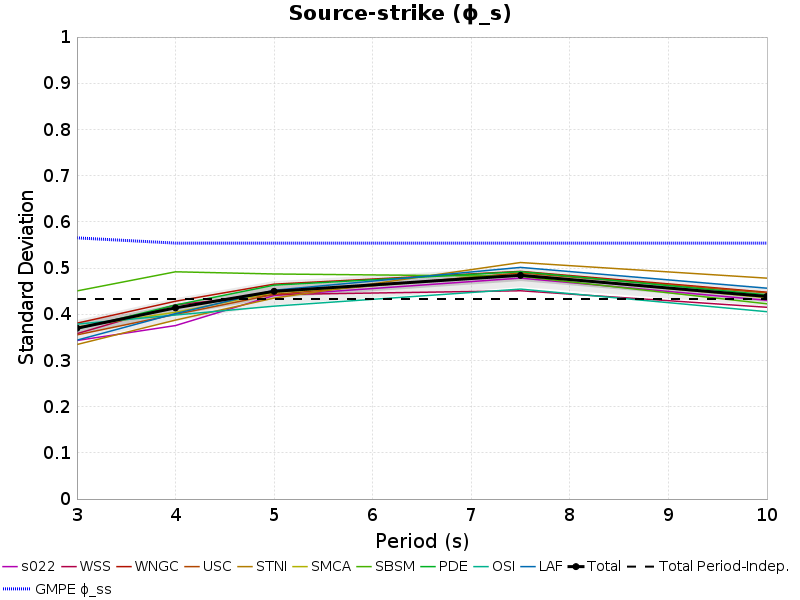 Source-strike (ϕ_s)
1
0.9
0.8
0.7
0.6
0.5
0.4
0.3
0.2
0.1
0
Standard Deviation
3 4 5 6 7 8 9 10
Period (s)
s022 WSS WNGC USC STNI SMCA SBSM PDE OSI LAF Total Total Period-Indep.
GMPE ϕ_ss